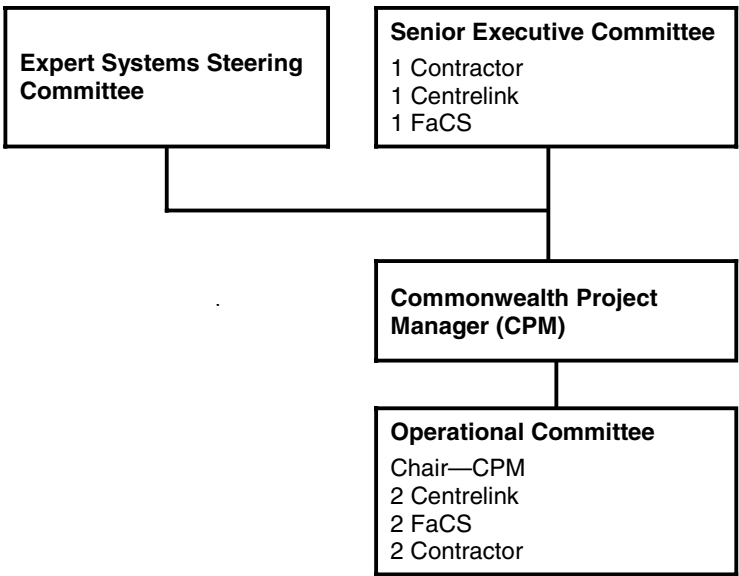 Expert Systems Steering
Committee
Senior Executive Committee
1 Contractor
1 Centrelink
1 FaCS
Commonwealth Project
Manager (CPM)
Operational Committee
Chair—CPM
2 Centrelink
2 FaCS
2 Contractor